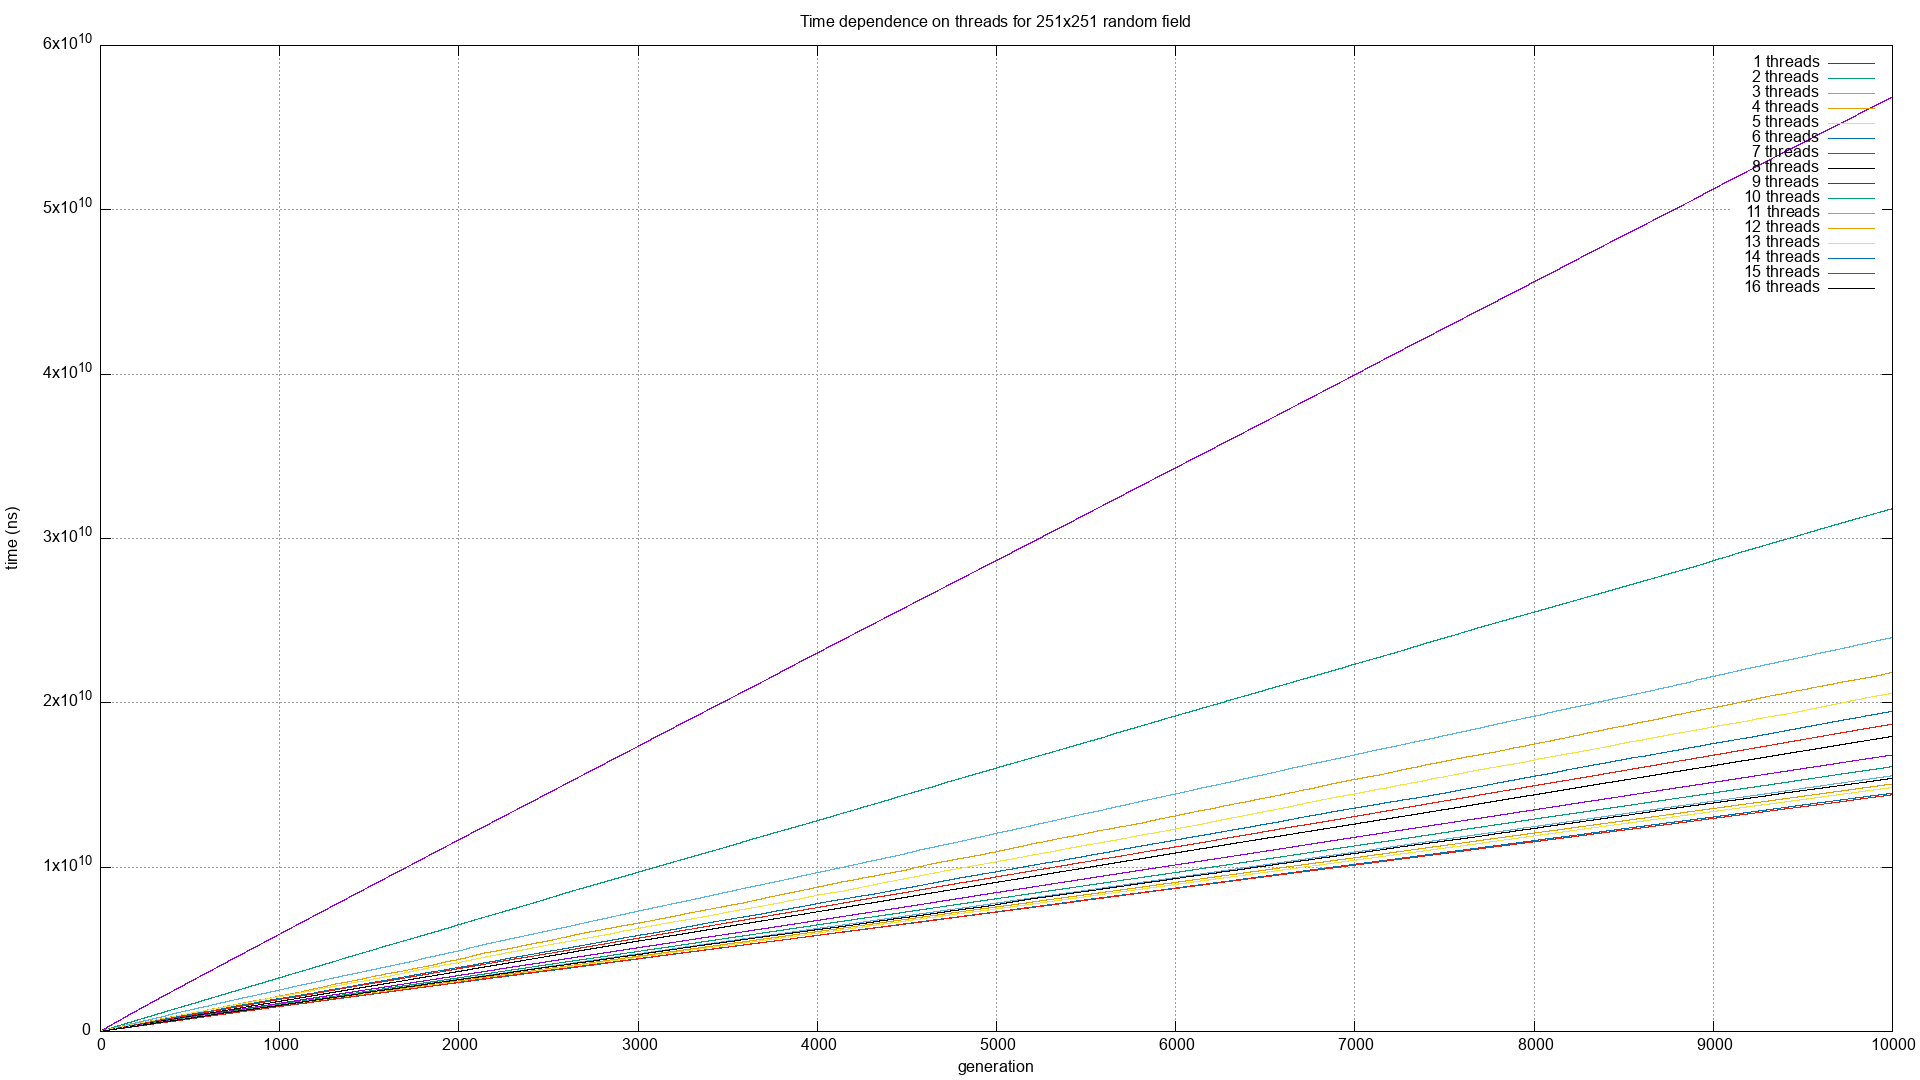 Time dependence on threads for 251x251 random field
6x10^10
5x10^10
4x10^10
3x10^10
2x10^10
1x10^10
0
time (ns)
1 threads
2 threads
3 threads
4 threads
5 threads
6 threads
7 threads
8 threads
9 threads
10 threads
11 threads
12 threads
13 threads
14 threads
15 threads
16 threads
0 1000 2000 3000 4000 5000 6000 7000 8000 9000 10000
generation